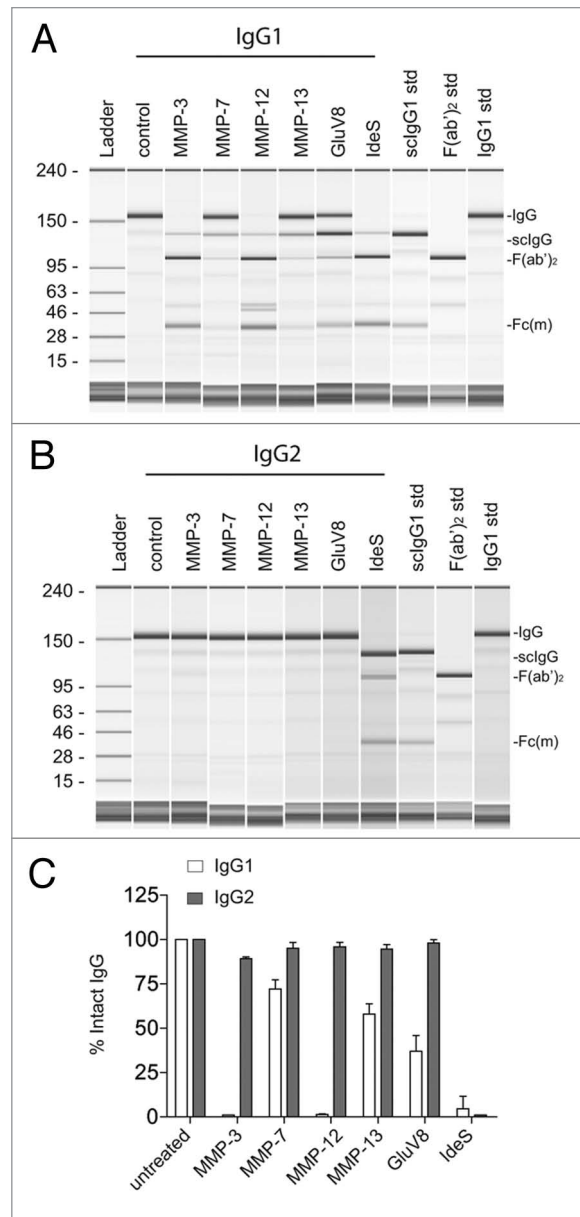 A
IgG1
Ladder
control
MMP-3
MMP-7
MMP-12
MMP-13
GluV8
IdeS
scIgG1 std
F(ab')₂ std
IgG1 std
240 -
150 -
95 -
63 -
46 -
28 -
15 -
-IgG
-scIgG
-F(ab')₂
-Fc(m)
B
IgG2
Ladder
control
MMP-3
MMP-7
MMP-12
MMP-13
GluV8
IdeS
scIgG1 std
F(ab')₂ std
IgG1 std
240 -
150 -
95 -
63 -
46 -
28 -
15 -
-IgG
-scIgG
-F(ab')₂
-Fc(m)
C
IgG1
IgG2
% Intact IgG
125
100
75
50
25
0
untreated
MMP-3
MMP-7
MMP-12
MMP-13
GluV8
IdeS